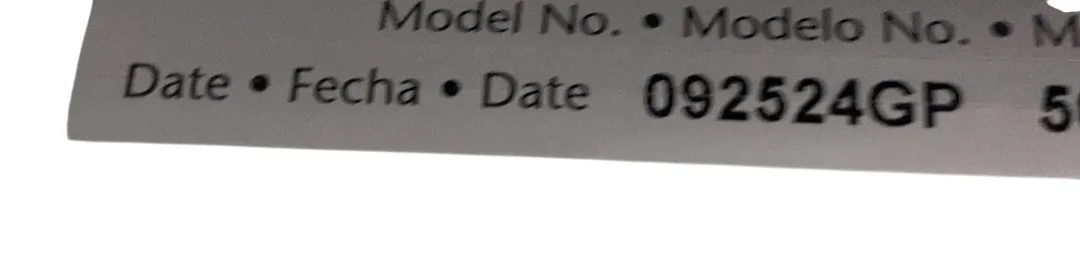 Model No. • Modelo No. •
Date • Fecha • Date 092524GP